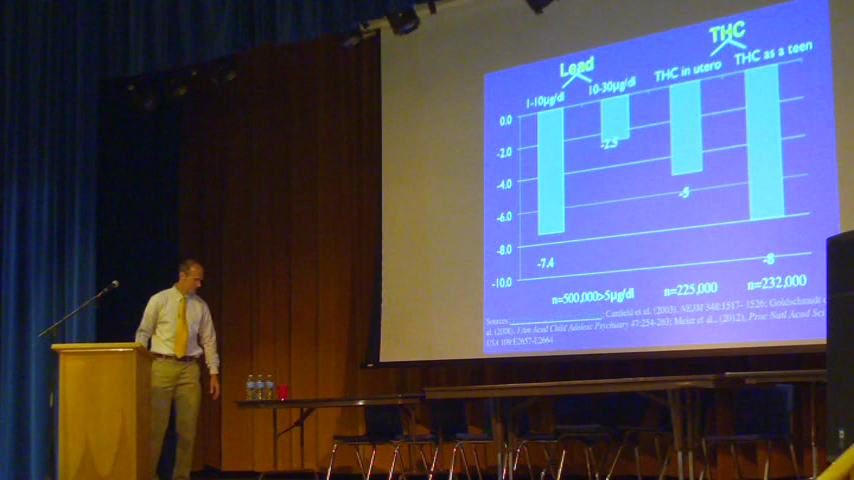 Lead
THC
1-10µg/dl
10-30µg/dl
THC in utero
THC as a teen
0.0
-2.0
-4.0
-6.0
-8.0
-10.0
-7.4
-2.5
-5
-8
n=500,000>5µg/dl
n=225,000
n=232,000
Sources: Canfield et al. (2003), NEJM 348:1517- 1526; Goldschmidt
al. (2008), J Am Acad Child Adolesc Psychiatry 47:254-263; Meier et al., (2012), Proc Natl Acad Sci
USA 109:E2657-E2664